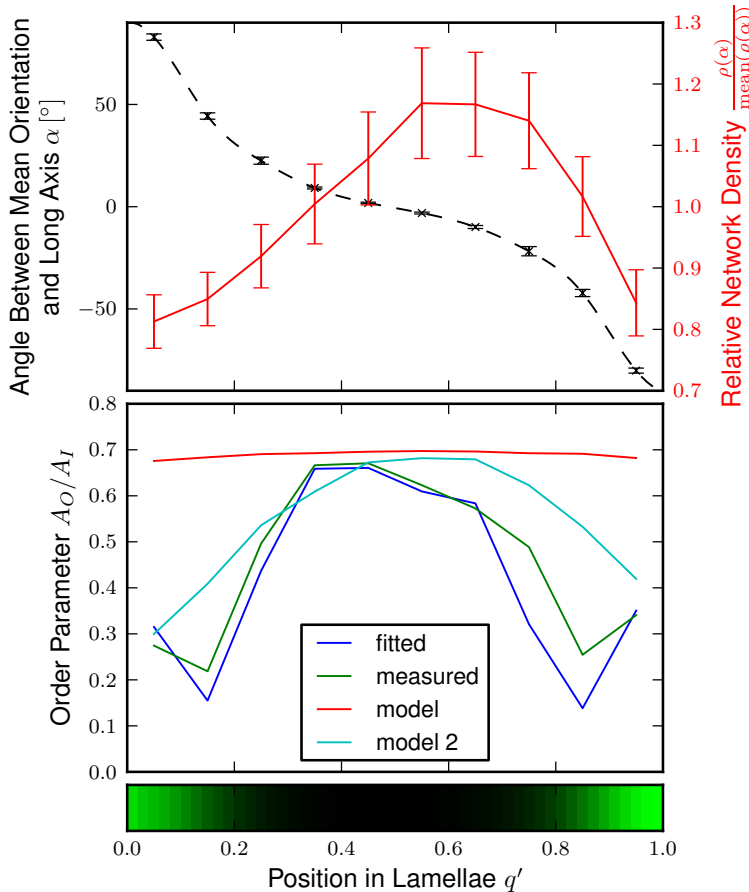 Angle Between Mean Orientation
and Long Axis α [°]
50
0
−50
1.3
1.2
1.1
1.0
0.9
0.8
0.7
Relative Network Density ρ(α)/mean(ρ(α))
Order Parameter A_O/A_I
0.8
0.7
0.6
0.5
0.4
0.3
0.2
0.1
0.0
fitted
measured
model
model 2
0.0 0.2 0.4 0.6 0.8 1.0
Position in Lamellae q′